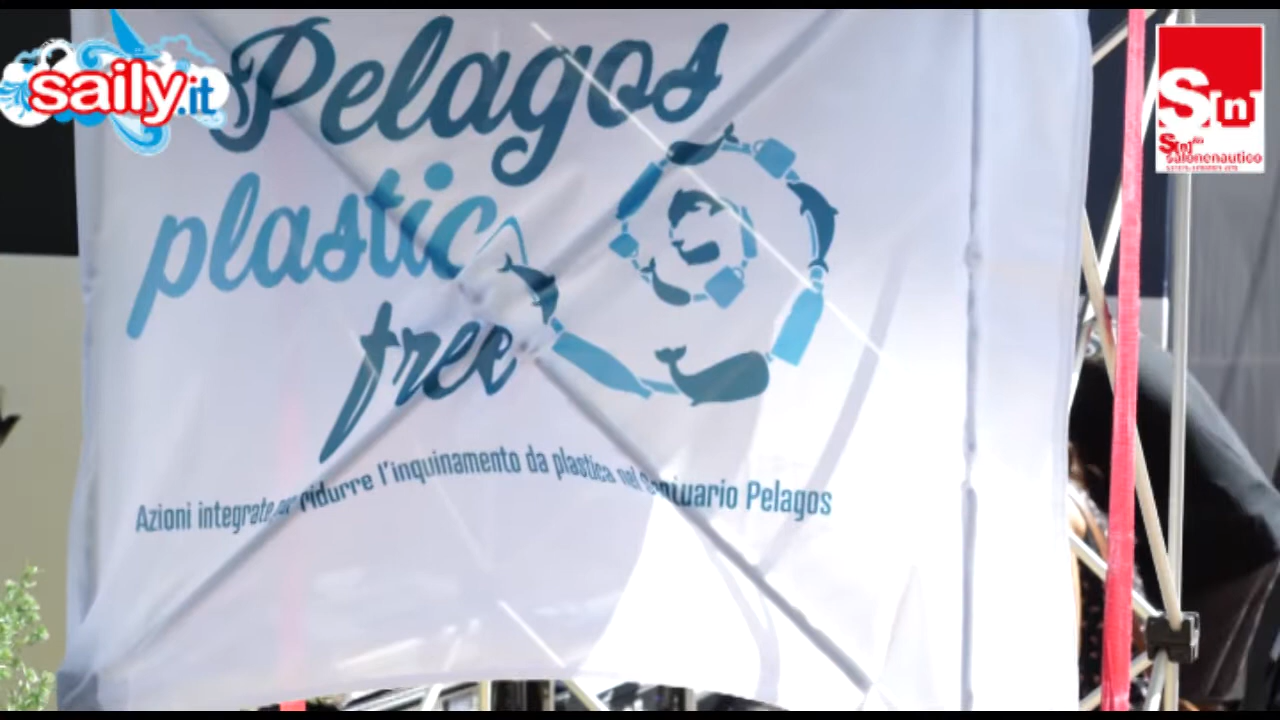 saily.it
Pelagos
plastic
free
Azioni integrate per ridurre l'inquinamento da plastica nel Santuario Pelagos
S[n]
S[n]
salonenautico